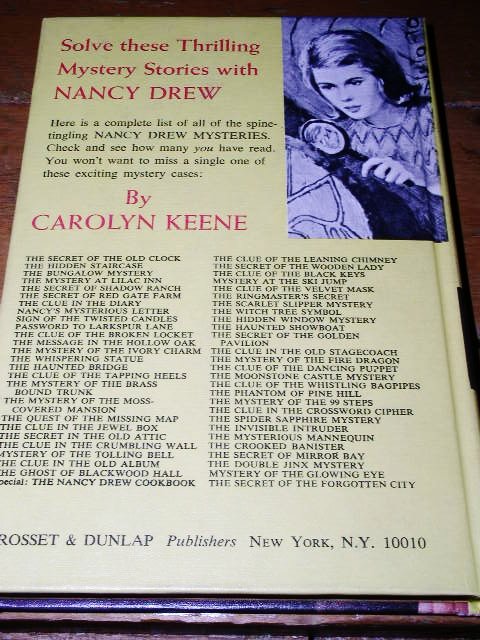 Solve these Thrilling
Mystery Stories with
NANCY DREW
Here is a complete list of all of the spine-
tingling NANCY DREW MYSTERIES.
Check and see how many you have read.
You won't want to miss a single one of
these exciting mystery cases:
By
CAROLYN KEENE
THE SECRET OF THE OLD CLOCK
THE HIDDEN STAIRCASE
THE BUNGALOW MYSTERY
THE MYSTERY AT LILAC INN
THE SECRET OF SHADOW RANCH
THE SECRET OF RED GATE FARM
THE CLUE IN THE DIARY
NANCY'S MYSTERIOUS LETTER
SIGN OF THE TWISTED CANDLES
PASSWORD TO LARKSPUR LANE
THE CLUE OF THE BROKEN LOCKET
THE MESSAGE IN THE HOLLOW OAK
THE MYSTERY OF THE IVORY CHARM
THE WHISPERING STATUE
THE HAUNTED BRIDGE
THE CLUE OF THE TAPPING HEELS
THE MYSTERY OF THE BRASS
BOUND TRUNK
THE MYSTERY OF THE MOSS-
COVERED MANSION
THE QUEST OF THE MISSING MAP
THE CLUE IN THE JEWEL BOX
THE SECRET IN THE OLD ATTIC
THE CLUE IN THE CRUMBLING WALL
MYSTERY OF THE TOLLING BELL
THE CLUE IN THE OLD ALBUM
THE GHOST OF BLACKWOOD HALL
pecial: THE NANCY DREW COOKBOOK
THE CLUE OF THE LEANING CHIMNEY
THE SECRET OF THE WOODEN LADY
THE CLUE OF THE BLACK KEYS
MYSTERY AT THE SKI JUMP
THE CLUE OF THE VELVET MASK
THE RINGMASTER'S SECRET
THE SCARLET SLIPPER MYSTERY
THE WITCH TREE SYMBOL
THE HIDDEN WINDOW MYSTERY
THE HAUNTED SHOWBOAT
THE SECRET OF THE GOLDEN
PAVILION
THE CLUE IN THE OLD STAGECOACH
THE MYSTERY OF THE FIRE DRAGON
THE CLUE OF THE DANCING PUPPET
THE MOONSTONE CASTLE MYSTERY
THE CLUE OF THE WHISTLING BAGPIPES
THE PHANTOM OF PINE HILL
THE MYSTERY OF THE 99 STEPS
THE CLUE IN THE CROSSWORD CIPHER
THE SPIDER SAPPHIRE MYSTERY
THE INVISIBLE INTRUDER
THE MYSTERIOUS MANNEQUIN
THE CROOKED BANISTER
THE SECRET OF MIRROR BAY
THE DOUBLE JINX MYSTERY
MYSTERY OF THE GLOWING EYE
THE SECRET OF THE FORGOTTEN CITY
ROSSET & DUNLAP Publishers NEW YORK, N.Y. 10010